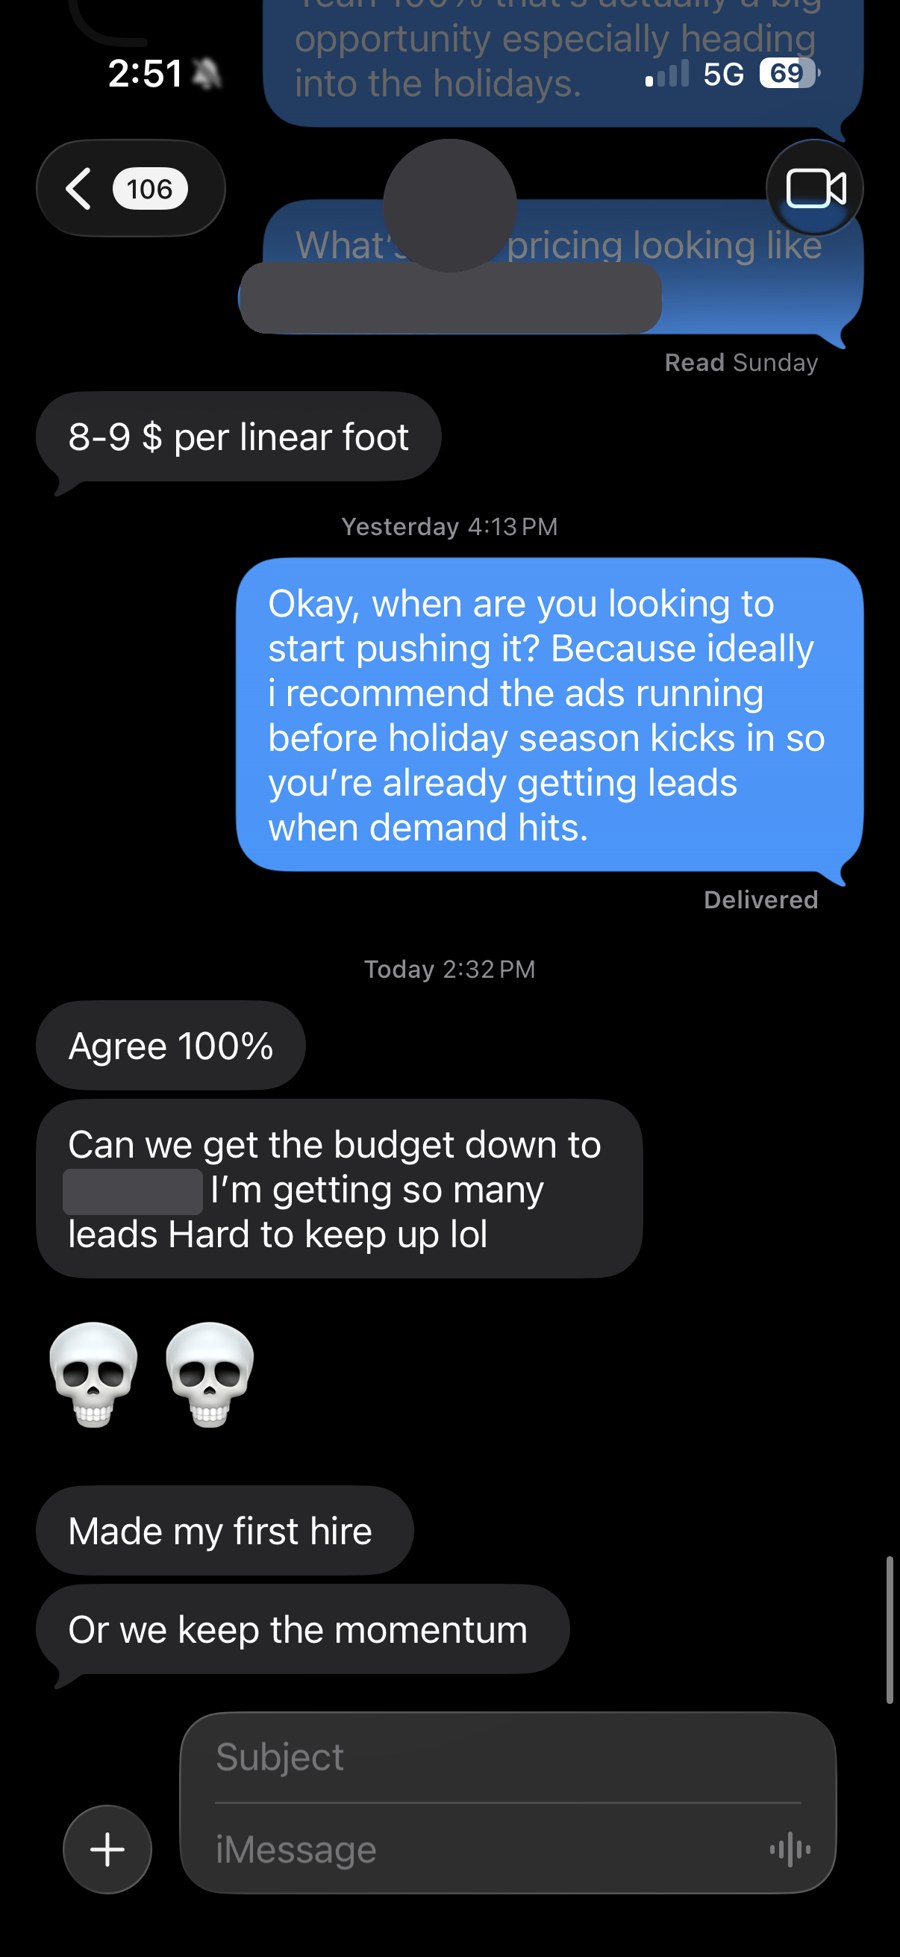 opportunity especially heading
2:51
into the holidays.
5G
69
106
pricing looking like
Read Sunday
8-9 $ per linear foot
Yesterday 4:13 PM
Okay, when are you looking to
start pushing it? Because ideally
i recommend the ads running
before holiday season kicks in so
you’re already getting leads
when demand hits.
Delivered
Today 2:32 PM
Agree 100%
Can we get the budget down to
I’m getting so many
leads Hard to keep up lol
Made my first hire
Or we keep the momentum
Subject
iMessage